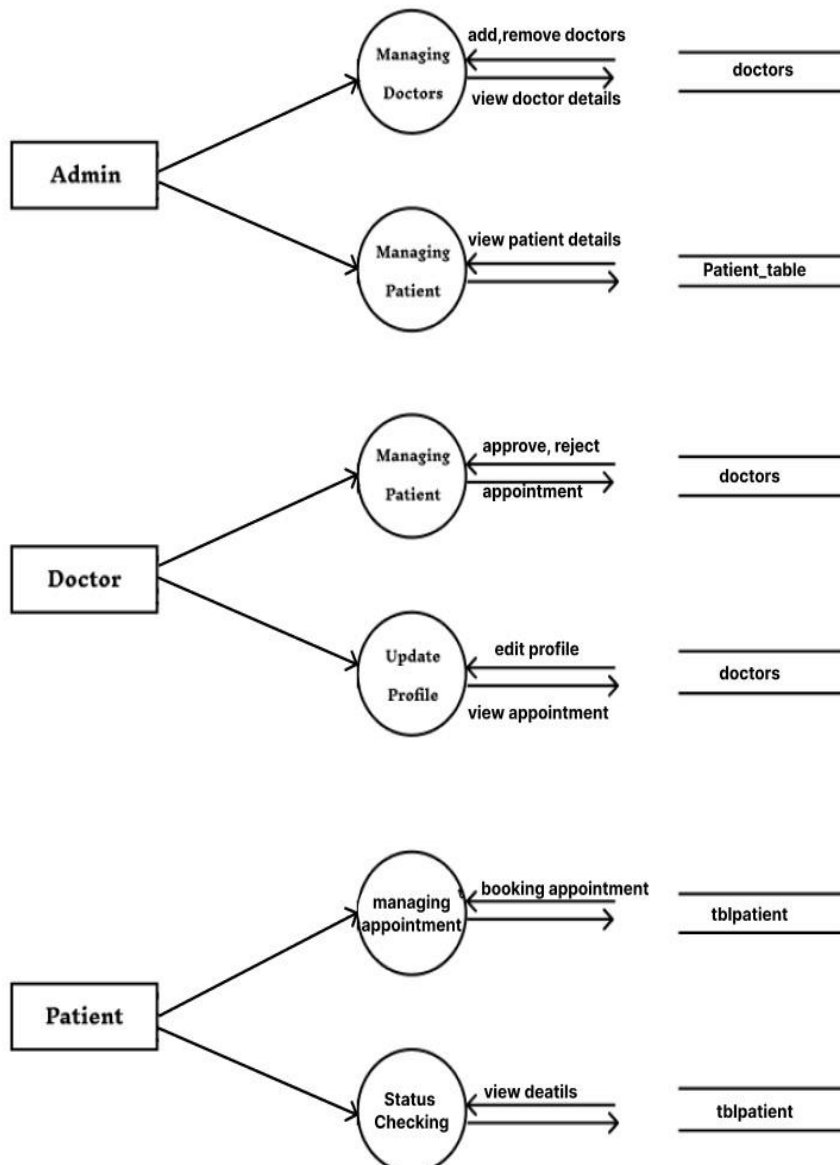 add,remove doctors
Managing
Doctors
doctors
view doctor details
Admin
view patient details
Managing
Patient
Patient_table
approve, reject
Managing
Patient
appointment
doctors
Doctor
edit profile
Update
Profile
doctors
view appointment
booking appointment
managing
appointment
tblpatient
Patient
view deatils
Status
Checking
tblpatient